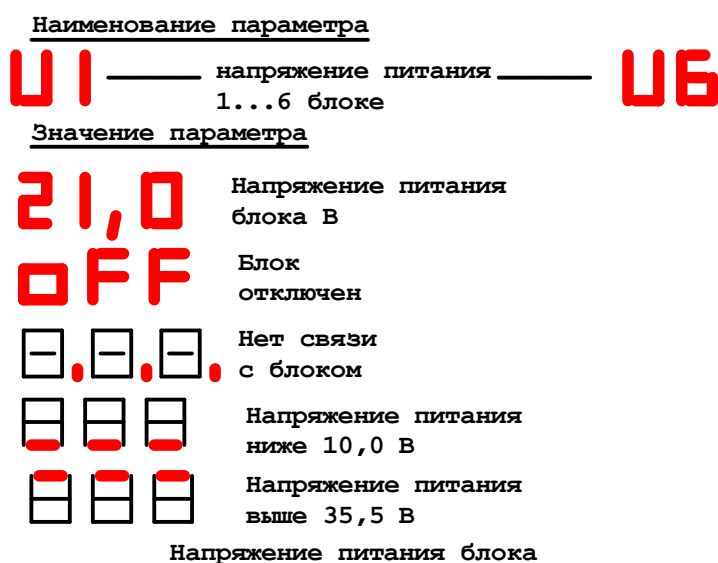 Наименование параметра
U1 напряжение питания U6
1...6 блоке
Значение параметра
21,0 Напряжение питания
блока В
oFF Блок
отключен
Нет связи
с блоком
Напряжение питания
ниже 10,0 В
Напряжение питания
выше 35,5 В
Напряжение питания блока